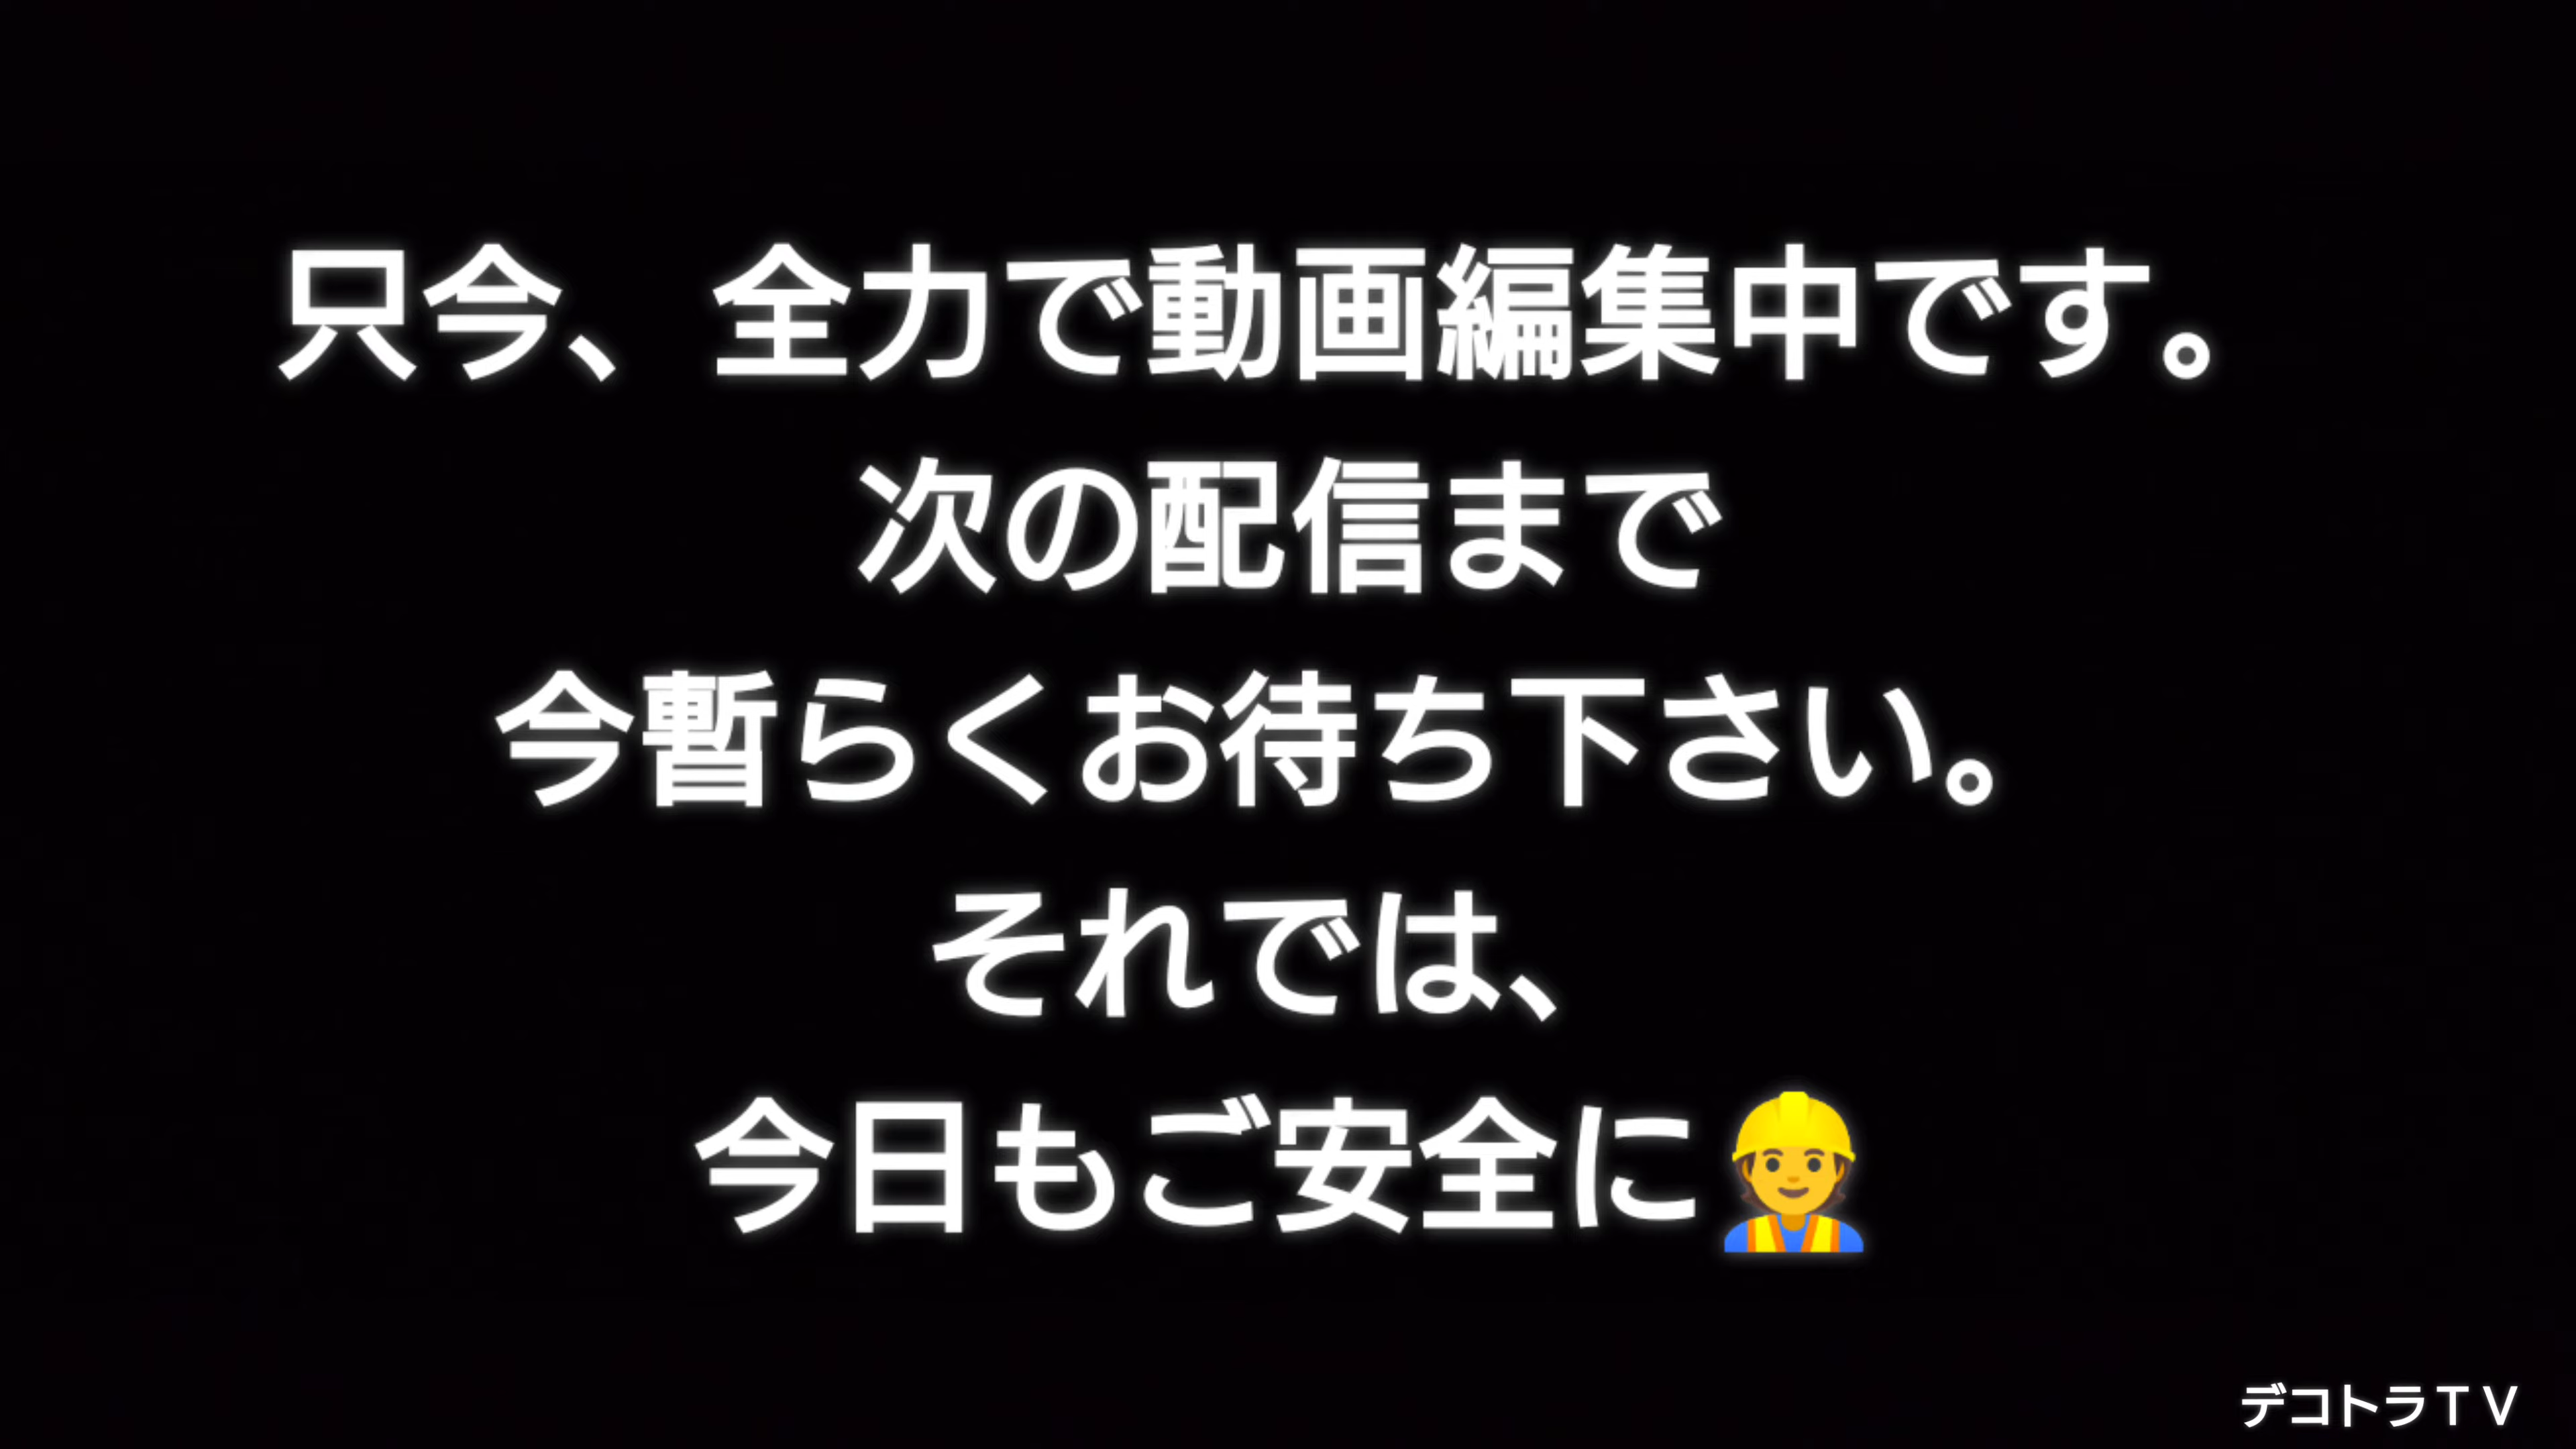 只今、全力で動画編集中です。
次の配信まで
今暫らくお待ち下さい。
それでは、
今日もご安全に👷
デコトラＴＶ